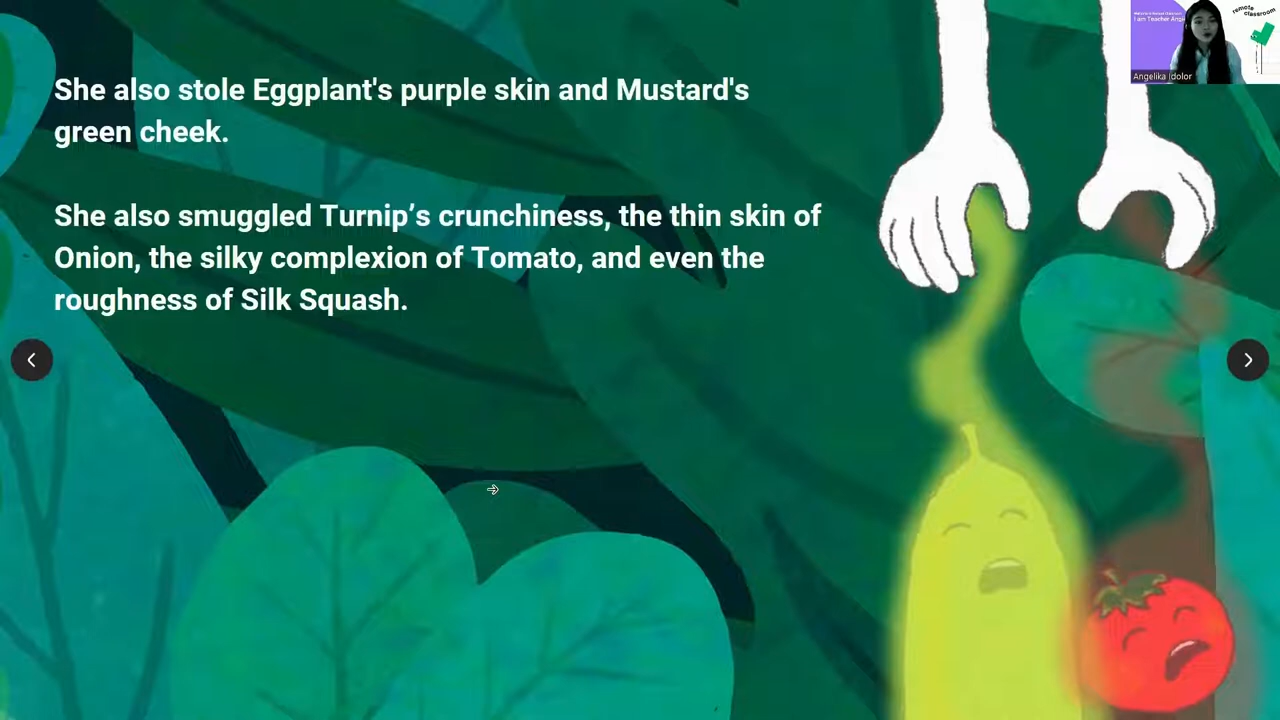 She also stole Eggplant's purple skin and Mustard's
green cheek.
She also smuggled Turnip’s crunchiness, the thin skin of
Onion, the silky complexion of Tomato, and even the
roughness of Silk Squash.
I am Teacher
remote
classroom
Angelika Idolor